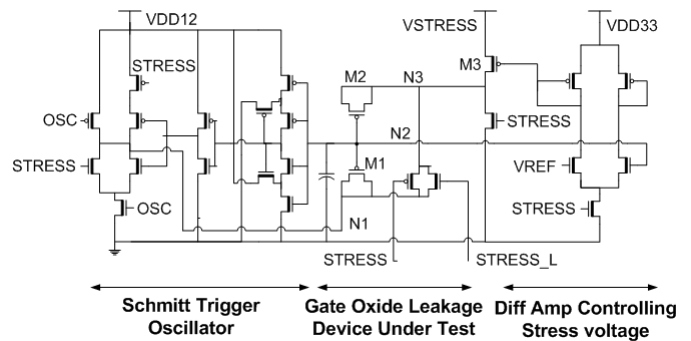 VDD12
VSTRESS
VDD33
STRESS
M2
N3
M3
OSC
STRESS
N2
STRESS
M1
VREF
OSC
N1
STRESS
STRESS
STRESS_L
Schmitt Trigger
Oscillator
Gate Oxide Leakage
Device Under Test
Diff Amp Controlling
Stress voltage